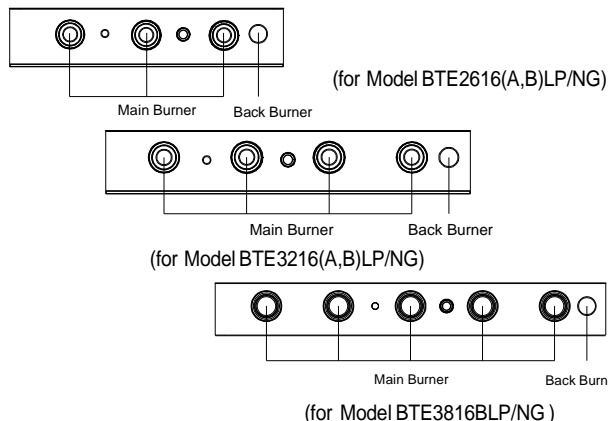 (for Model BTE2616(A,B)LP/NG)
Main Burner Back Burner
Main Burner Back Burner
(for Model BTE3216(A,B)LP/NG)
Main Burner Back Burn
(for Model BTE3816BLP/NG )